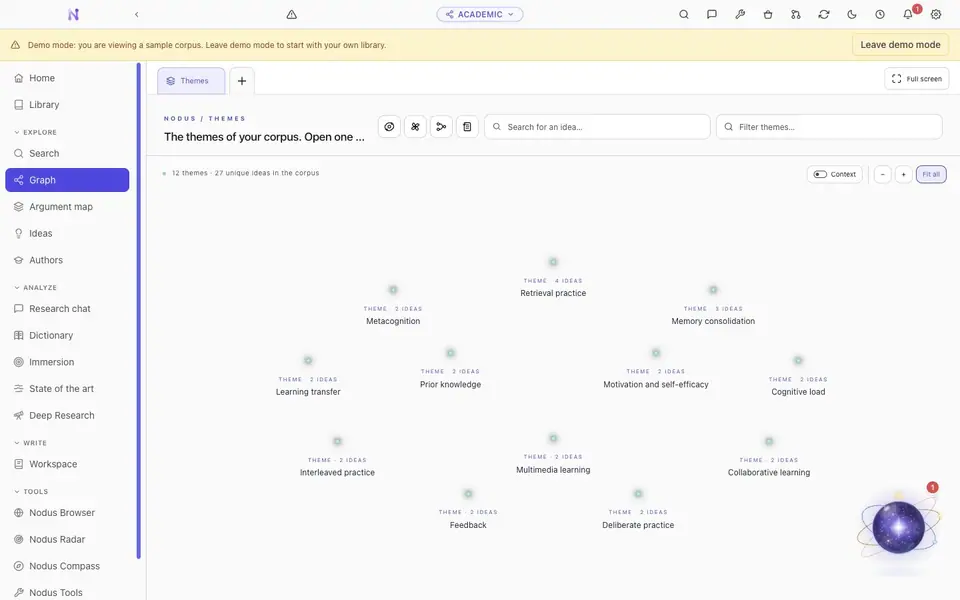 N
ACADEMIC
1
Demo mode: you are viewing a sample corpus. Leave demo mode to start with your own library.
Leave demo mode
Home
Library
EXPLORE
Search
Graph
Argument map
Ideas
Authors
ANALYZE
Research chat
Dictionary
Immersion
State of the art
Deep Research
WRITE
Workspace
TOOLS
Nodus Browser
Nodus Radar
Nodus Compass
Nodus Tools
Themes
+
Full screen
NODUS / THEMES
The themes of your corpus. Open one ...
Search for an idea...
Filter themes...
12 themes · 27 unique ideas in the corpus
Context
−
+
Fit all
THEME · 4 IDEAS
Retrieval practice
THEME · 2 IDEAS
Metacognition
THEME · 3 IDEAS
Memory consolidation
THEME · 2 IDEAS
Learning transfer
THEME · 2 IDEAS
Prior knowledge
THEME · 2 IDEAS
Motivation and self-efficacy
THEME · 2 IDEAS
Cognitive load
THEME · 2 IDEAS
Interleaved practice
THEME · 2 IDEAS
Multimedia learning
THEME · 2 IDEAS
Collaborative learning
THEME · 2 IDEAS
Feedback
THEME · 2 IDEAS
Deliberate practice
1